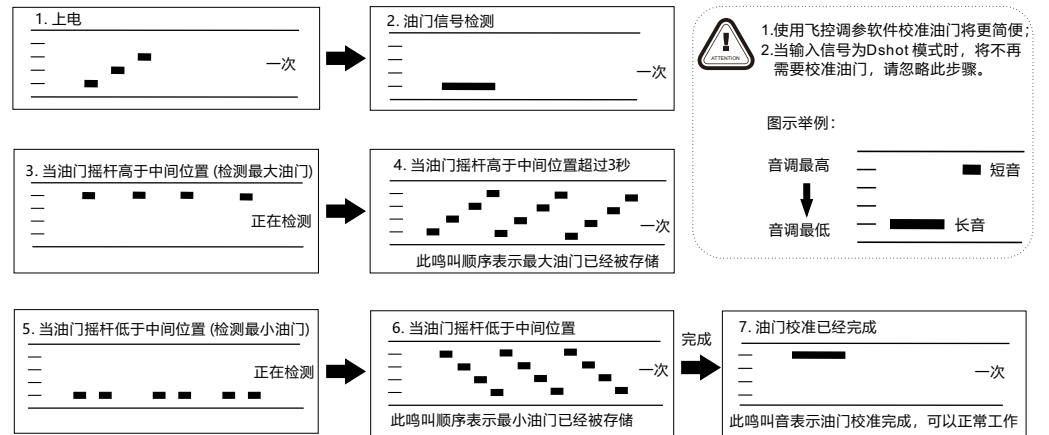 1. 上电
一次
2. 油门信号检测
一次
ATTENTION
1.使用飞控调参软件校准油门将更简便;
2.当输入信号为Dshot 模式时，将不再
需要校准油门，请忽略此步骤。
图示举例：
音调最高
短音
音调最低
长音
3. 当油门摇杆高于中间位置 (检测最大油门)
正在检测
4. 当油门摇杆高于中间位置超过3秒
一次
此鸣叫顺序表示最大油门已经被存储
5. 当油门摇杆低于中间位置 (检测最小油门)
正在检测
6. 当油门摇杆低于中间位置
一次
此鸣叫顺序表示最小油门已经被存储
完成
7. 油门校准已经完成
一次
此鸣叫音表示油门校准完成，可以正常工作